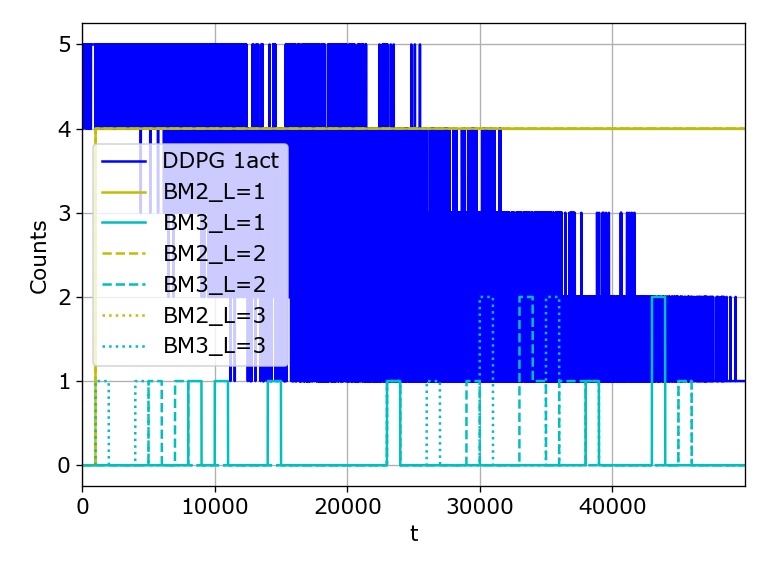 5
4
3
2
1
0
Counts
DDPG 1act
BM2_L=1
BM3_L=1
BM2_L=2
BM3_L=2
BM2_L=3
BM3_L=3
0 10000 20000 30000 40000
t